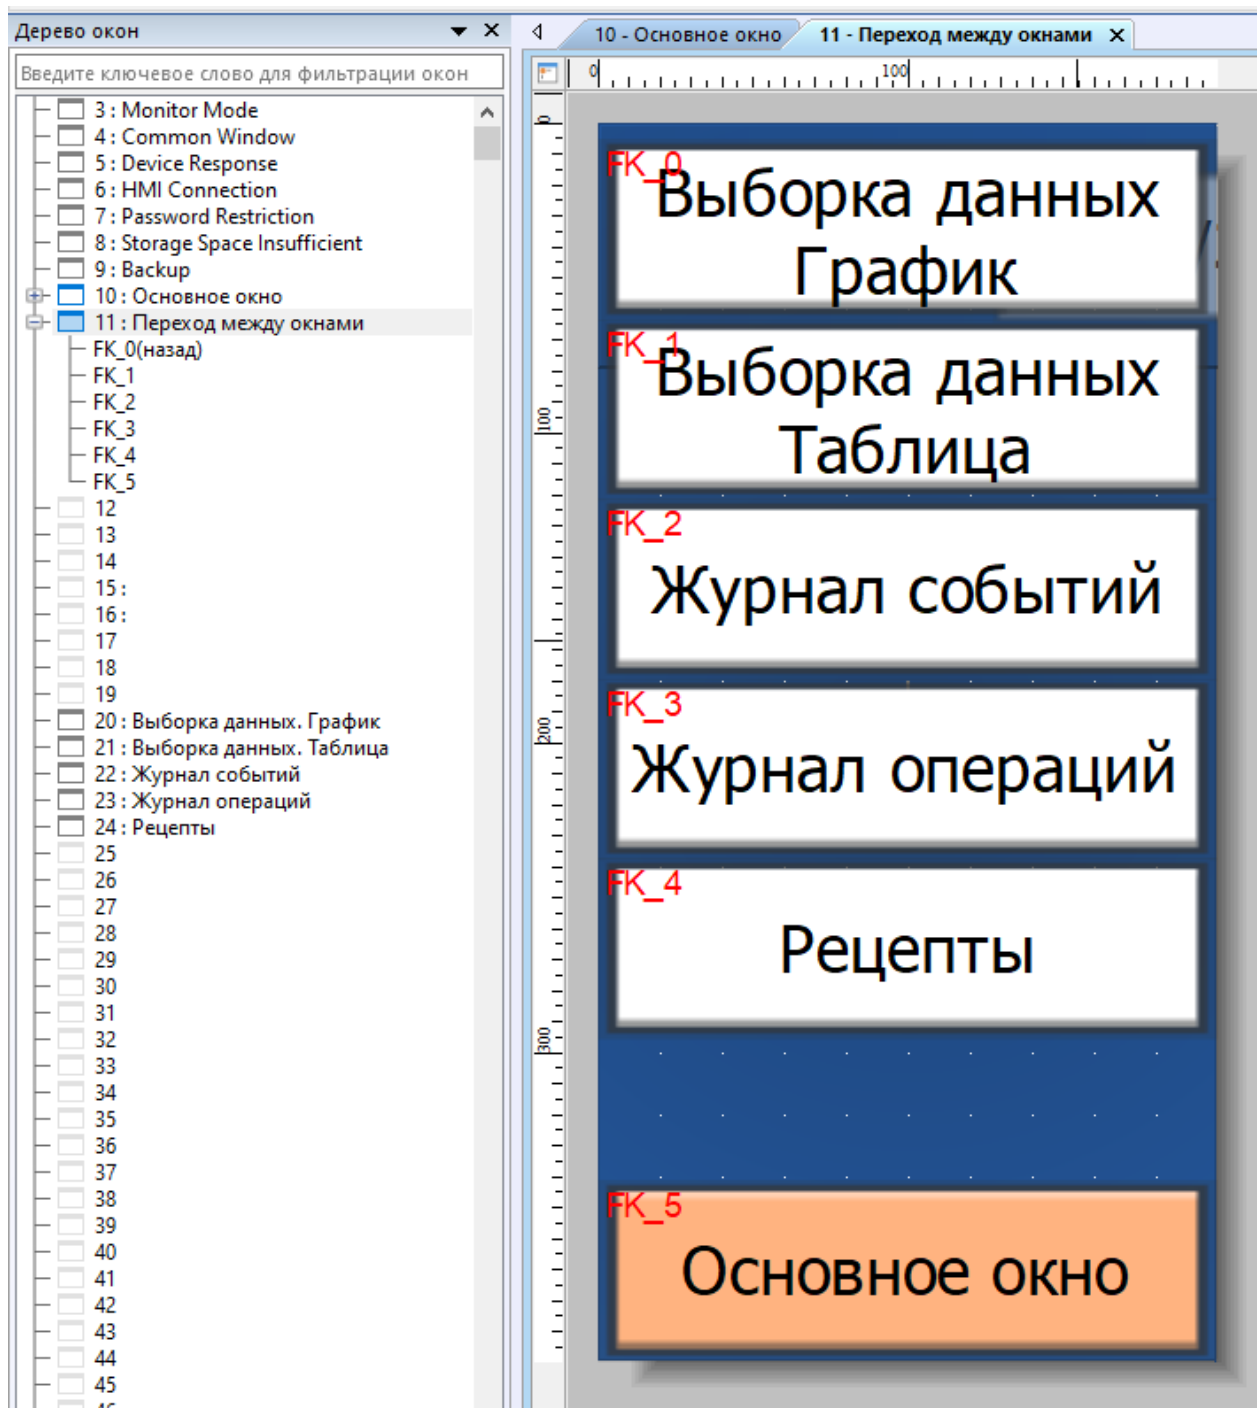 Дерево окон
Введите ключевое слово для фильтрации окон
3 : Monitor Mode
4 : Common Window
5 : Device Response
6 : HMI Connection
7 : Password Restriction
8 : Storage Space Insufficient
9 : Backup
10 : Основное окно
11 : Переход между окнами
FK_0(назад)
FK_1
FK_2
FK_3
FK_4
FK_5
12
13
14
15 :
16 :
17
18
19
20 : Выборка данных. График
21 : Выборка данных. Таблица
22 : Журнал событий
23 : Журнал операций
24 : Рецепты
25
26
27
28
29
30
31
32
33
34
35
36
37
38
39
40
41
42
43
44
45
10 - Основное окно
11 - Переход между окнами
0
100
0
100
200
300
FK_0
Выборка данных
График
FK_1
Выборка данных
Таблица
FK_2
Журнал событий
FK_3
Журнал операций
FK_4
Рецепты
FK_5
Основное окно